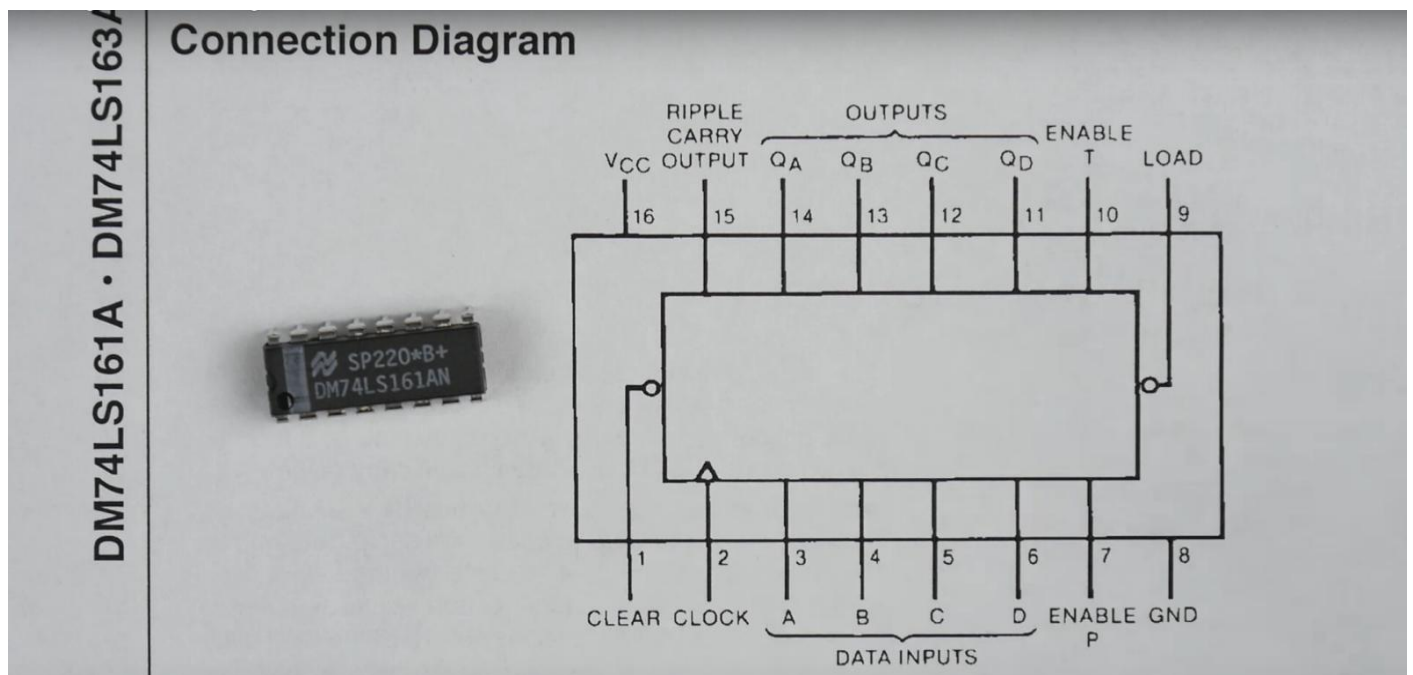 Connection Diagram
DM74LS161A • DM74LS163A
SP220*B+
DM74LS161AN
RIPPLE
CARRY
OUTPUT
OUTPUTS
ENABLE
T
VCC
QA QB QC QD
LOAD
16 15 14 13 12 11 10 9
1 2 3 4 5 6 7 8
CLEAR CLOCK A B C D ENABLE GND
P
DATA INPUTS